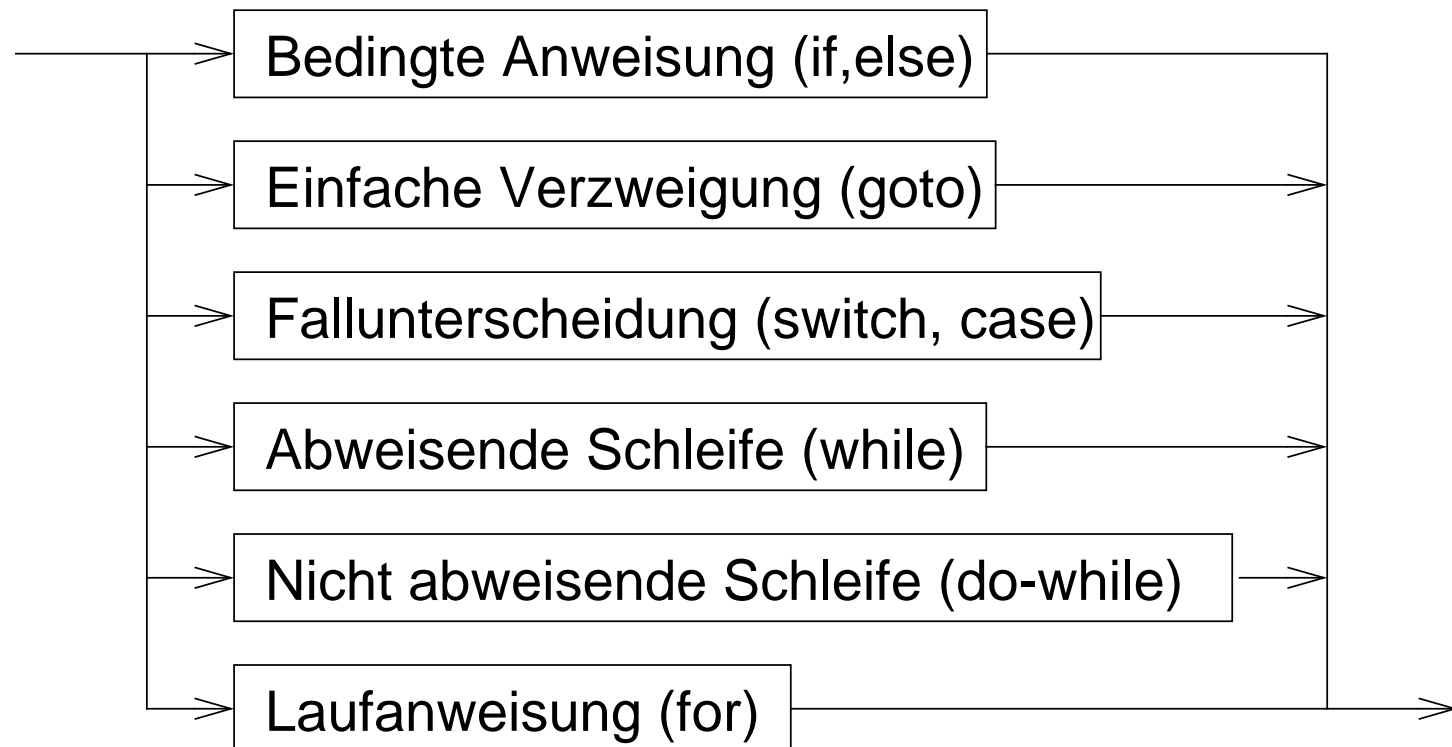 Bedingte Anweisung (if,else)
Einfache Verzweigung (goto)
Fallunterscheidung (switch, case)
Abweisende Schleife (while)
Nicht abweisende Schleife (do-while)
Laufanweisung (for)